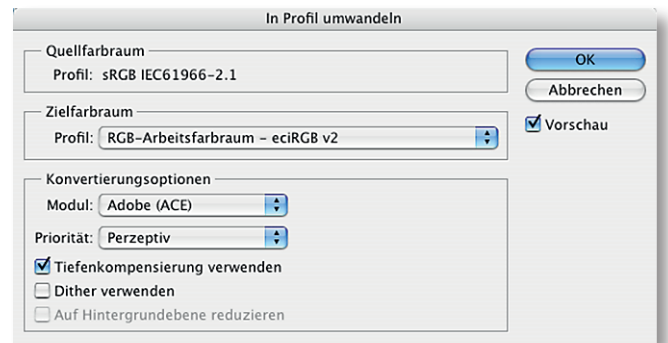 In Profil umwandeln
Quellfarbraum
Profil: sRGB IEC61966-2.1
Zielfarbraum
Profil: RGB-Arbeitsfarbraum – eciRGB v2
Konvertierungsoptionen
Modul: Adobe (ACE)
Priorität: Perzeptiv
Tiefenkompensierung verwenden
Dither verwenden
Auf Hintergrundebene reduzieren
OK
Abbrechen
Vorschau